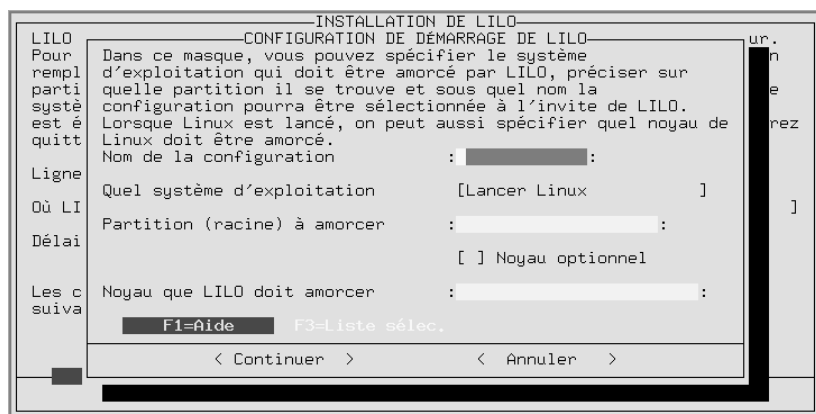 INSTALLATION DE LILO
LILO
CONFIGURATION DE DÉMARRAGE DE LILO
ur.
Pour
Dans ce masque, vous pouvez spécifier le système
n
rempl
d'exploitation qui doit être amorcé par LILO, préciser sur
parti
quelle partition il se trouve et sous quel nom la
e
systè
configuration pourra être sélectionnée à l'invite de LILO.
est é
Lorsque Linux est lancé, on peut aussi spécifier quel noyau de
rez
quitt
Linux doit être amorcé.
Nom de la configuration : :
Ligne
Quel système d'exploitation [Lancer Linux ]
Où LI
]
Partition (racine) à amorcer : :
Délai
[ ] Noyau optionnel
Les c
Noyau que LILO doit amorcer : :
suiva
F1=Aide F3=Liste sélec.
< Continuer > < Annuler >